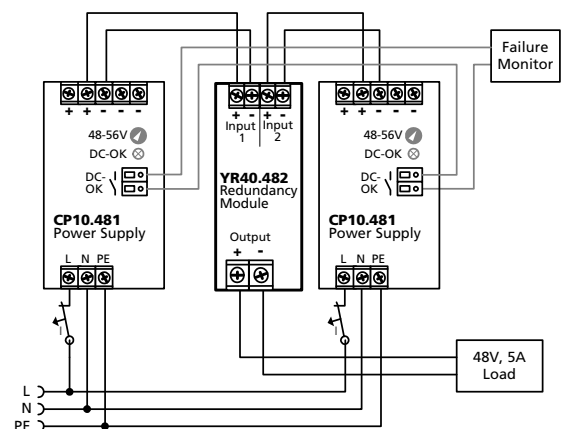 Failure
Monitor
+ + - - -
48-56V
DC-OK
DC-
OK
I
CP10.481
Power Supply
L N PE
I
+ - + -
Input Input
1 2
YR40.482
Redundancy
Module
Output
+ -
+ + - - -
48-56V
DC-OK
DC-
OK
I
CP10.481
Power Supply
L N PE
I
48V, 5A
Load
L
N
PE